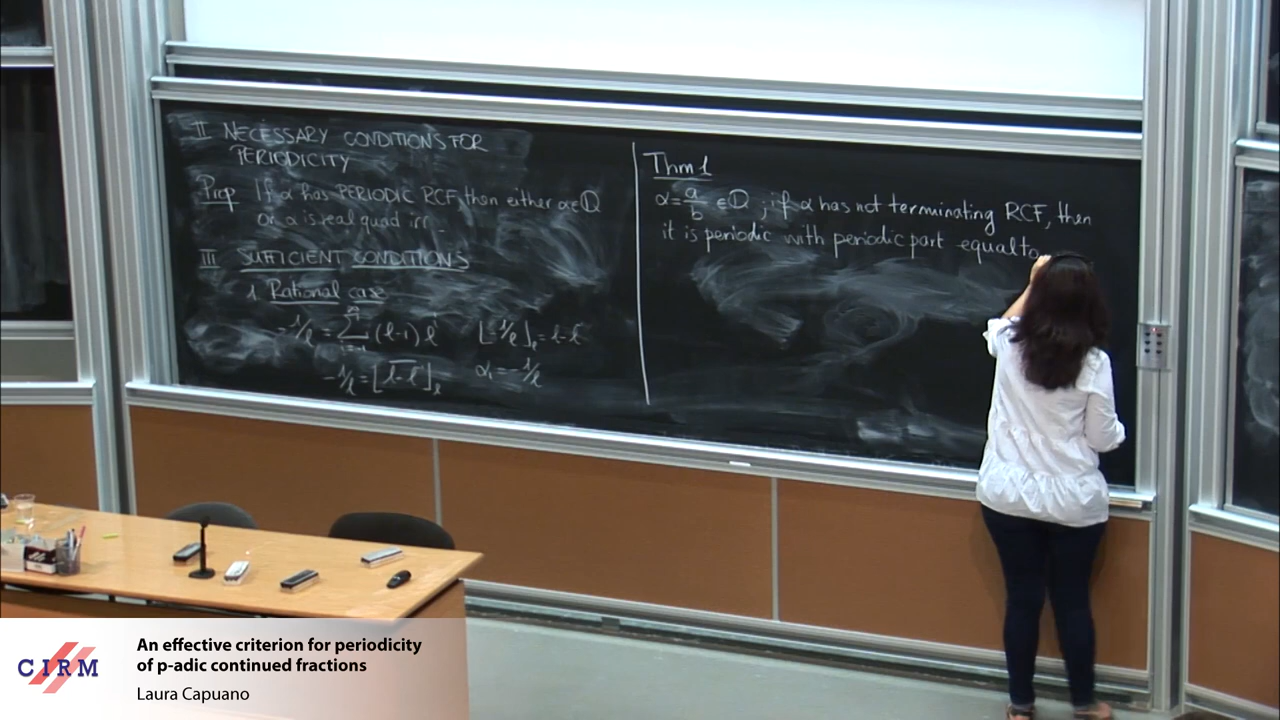 II NECESSARY CONDITIONS FOR
PERIODICITY
Prop If α has PERIODIC RCF, then either α∈Q
or α is real quad irr.
III SUFFICIENT CONDITIONS
1. Rational case
-1/ℓ = ∑ (ℓ-1) ℓ^i
-1/ℓ = [ℓ-ℓ^-1]_ℓ α₁ = -1/ℓ
Thm 1
α = a/b ∈ Q ; if α has not terminating RCF, then
it is periodic with periodic part equal to
CIRM
An effective criterion for periodicity
of p-adic continued fractions
Laura Capuano